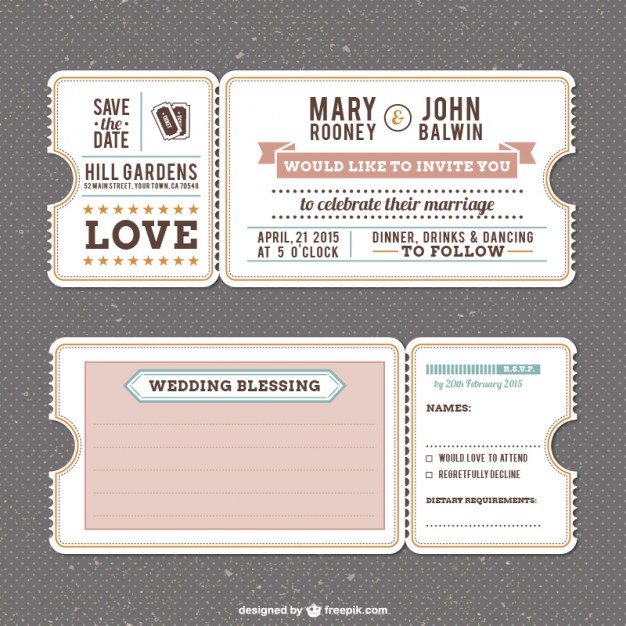 SAVE
the
DATE
HILL GARDENS
52 MAIN STREET, YOUR TOWN, CA 70548
LOVE
MARY & JOHN
ROONEY BALWIN
WOULD LIKE TO INVITE YOU
to celebrate their marriage
APRIL, 21 2015
AT 5 O'CLOCK
DINNER, DRINKS & DANCING
TO FOLLOW
WEDDING BLESSING
R.S.V.P.
by 20th February 2015
NAMES:
WOULD LOVE TO ATTEND
REGRETFULLY DECLINE
DIETARY REQUIREMENTS:
designed by freepik.com